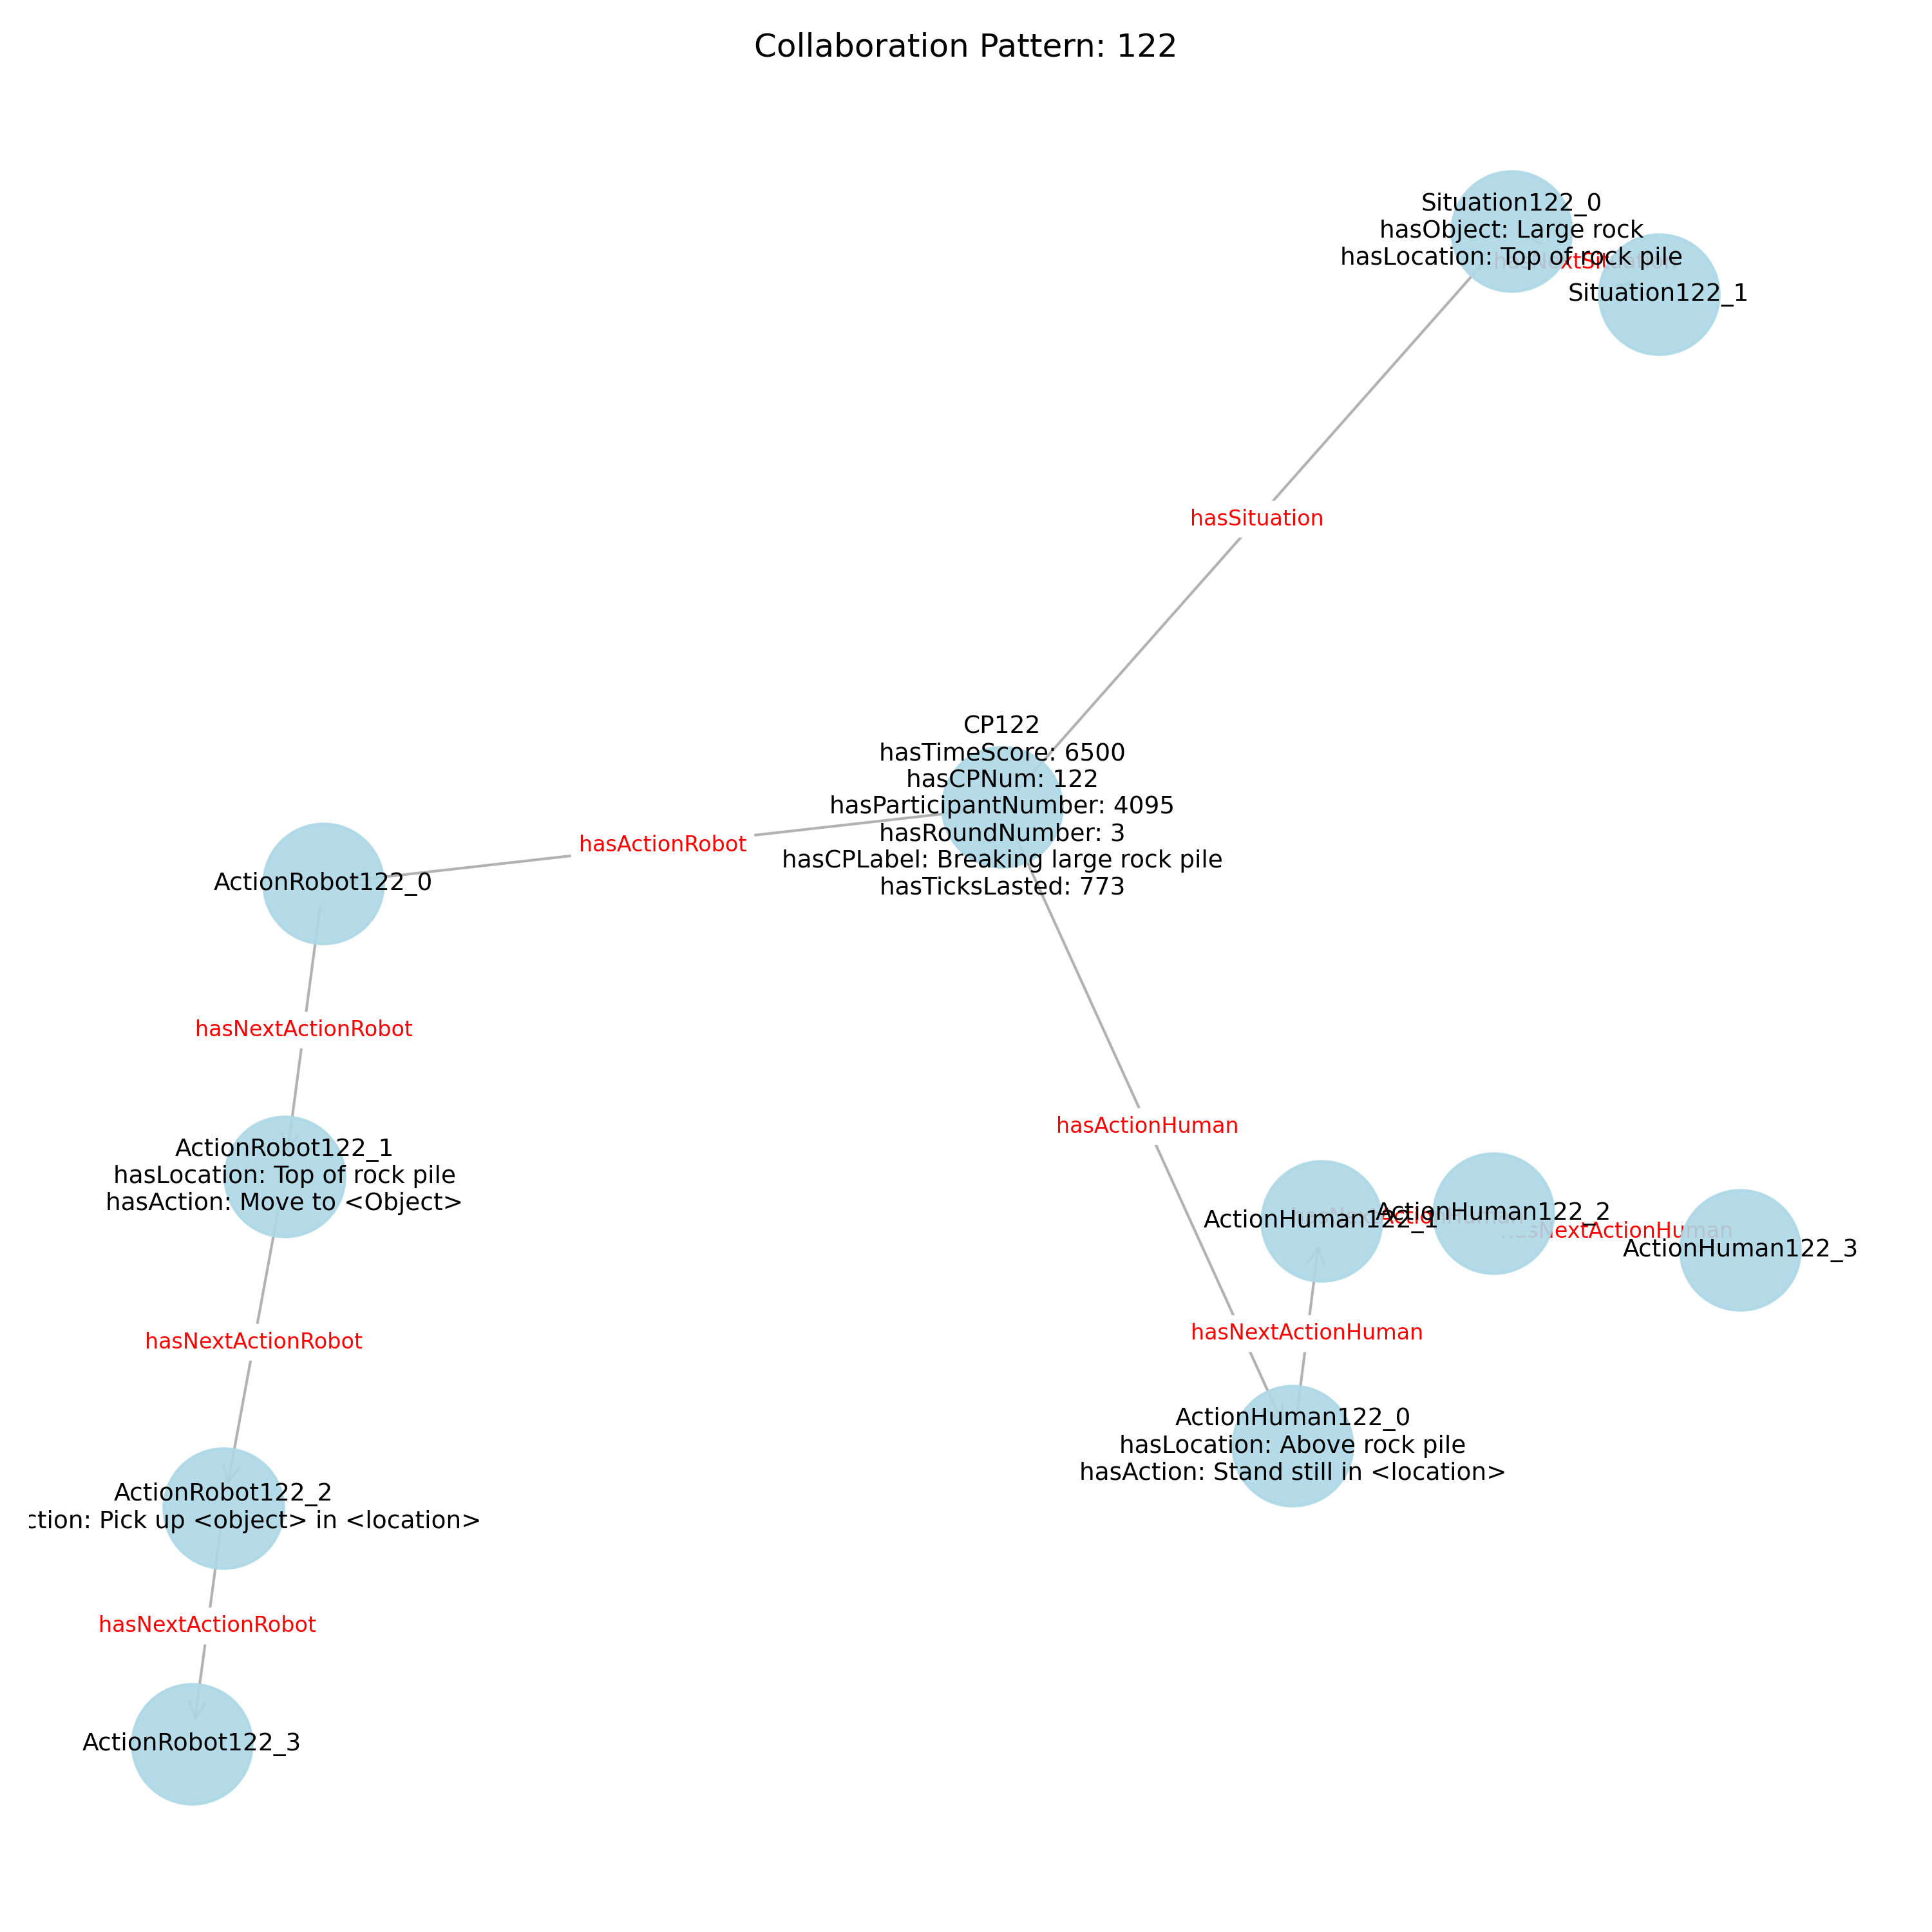 Collaboration Pattern: 122
Situation122_0
hasObject: Large rock
hasLocation: Top of rock pile
hasNextSituation
Situation122_1
hasSituation
CP122
hasTimeScore: 6500
hasCPNum: 122
hasParticipantNumber: 4095
hasRoundNumber: 3
hasCPLabel: Breaking large rock pile
hasTicksLasted: 773
hasActionRobot
ActionRobot122_0
hasNextActionRobot
hasActionHuman
ActionRobot122_1
hasLocation: Top of rock pile
hasAction: Move to <Object>
ActionHuman122_1
ActionHuman122_2
hasNextActionHuman
ActionHuman122_3
hasNextActionHuman
hasNextActionRobot
ActionHuman122_0
hasLocation: Above rock pile
hasAction: Stand still in <location>
ActionRobot122_2
ction: Pick up <object> in <location>
hasNextActionRobot
ActionRobot122_3